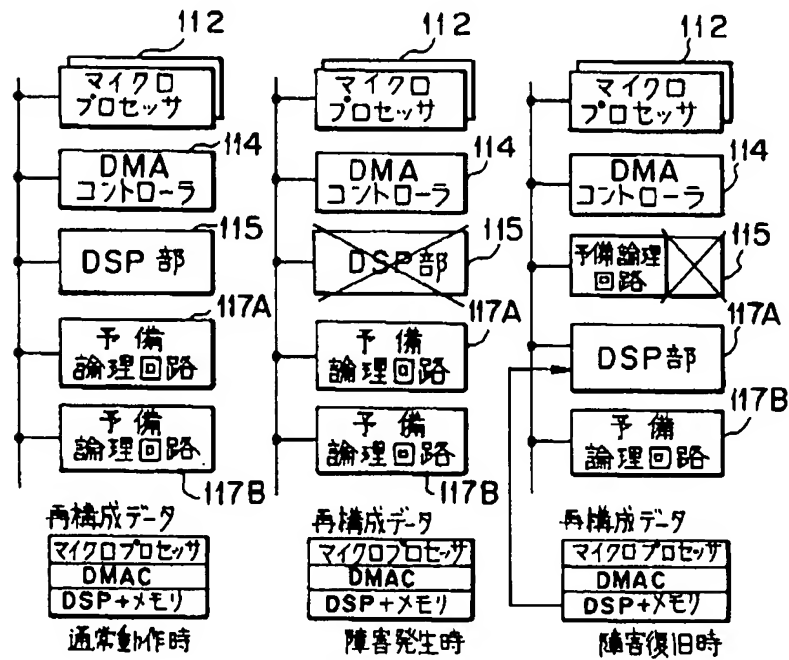 112
マイクロ
プロセッサ
114
DMA
コントローラ
115
DSP部
117A
予備
論理回路
予備
論理回路
117B
再構成データ
マイクロプロセッサ
DMAC
DSP+メモリ
通常動作時
112
マイクロ
プロセッサ
DMA
コントローラ
114
115
DSP部
117A
予備
論理回路
予備
論理回路
117B
再構成データ
マイクロプロセッサ
DMAC
DSP+メモリ
障害発生時
112
マイクロ
プロセッサ
DMA
コントローラ
114
予備論理
回路
115
117A
DSP部
117B
予備
論理回路
再構成データ
マイクロプロセッサ
DMAC
DSP+メモリ
障害復旧時